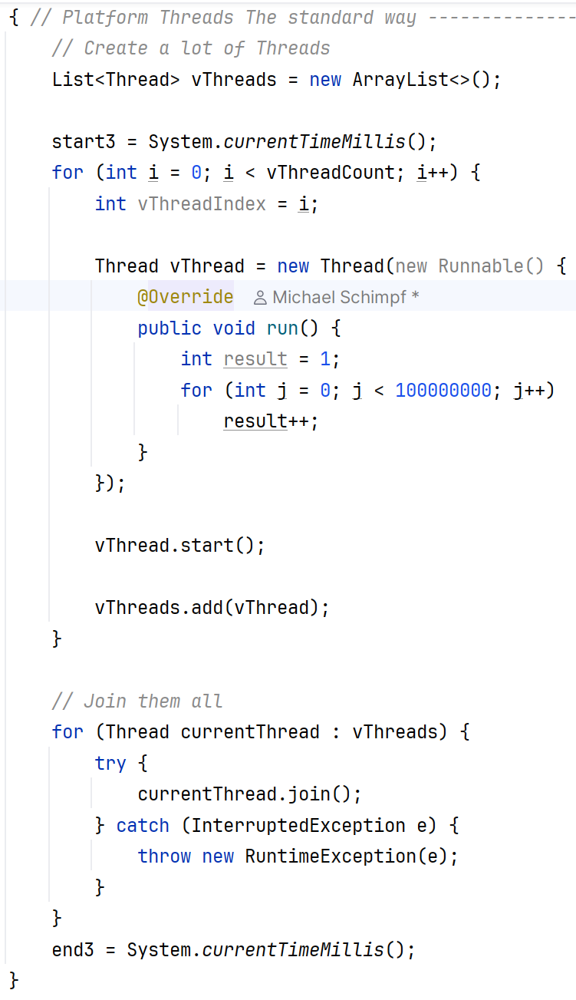 { // Platform Threads The standard way --------------
    // Create a lot of Threads
    List<Thread> vThreads = new ArrayList<>();
    start3 = System.currentTimeMillis();
    for (int i = 0; i < vThreadCount; i++) {
        int vThreadIndex = i;
        Thread vThread = new Thread(new Runnable() {
            @Override Michael Schimpf *
            public void run() {
                int result = 1;
                for (int j = 0; j < 100000000; j++)
                    result++;
            }
        });
        vThread.start();
        vThreads.add(vThread);
    }
    // Join them all
    for (Thread currentThread : vThreads) {
        try {
            currentThread.join();
        } catch (InterruptedException e) {
            throw new RuntimeException(e);
        }
    }
    end3 = System.currentTimeMillis();
}